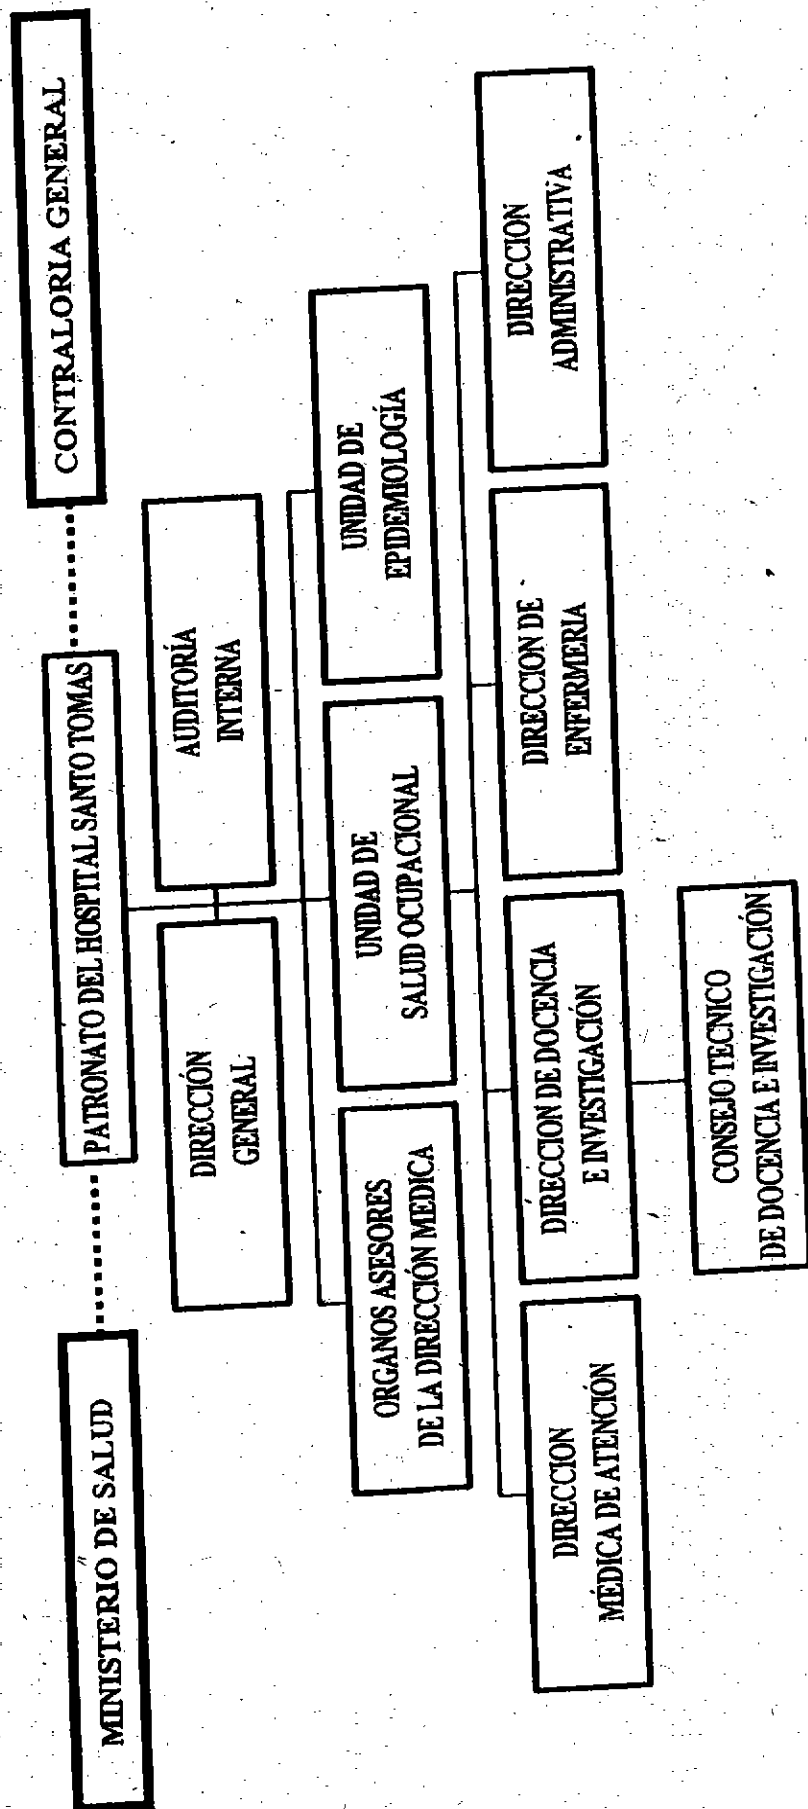 MINISTERIO DE SALUD
PATRONATO DEL HOSPITAL SANTO TOMAS
CONTRALORIA GENERAL
DIRECCIÓN
GENERAL
AUDITORÍA
INTERNA
ORGANOS ASESORES
DE LA DIRECCIÓN MEDICA
UNIDAD DE
SALUD OCUPACIONAL
UNIDAD DE
EPIDEMIOLOGÍA
DIRECCION
MÉDICA DE ATENCIÓN
DIRECCION DE DOCENCIA
E INVESTIGACIÓN
DIRECCION DE
ENFERMERIA
DIRECCION
ADMINISTRATIVA
CONSEJO TECNICO
DE DOCENCIA E INVESTIGACIÓN